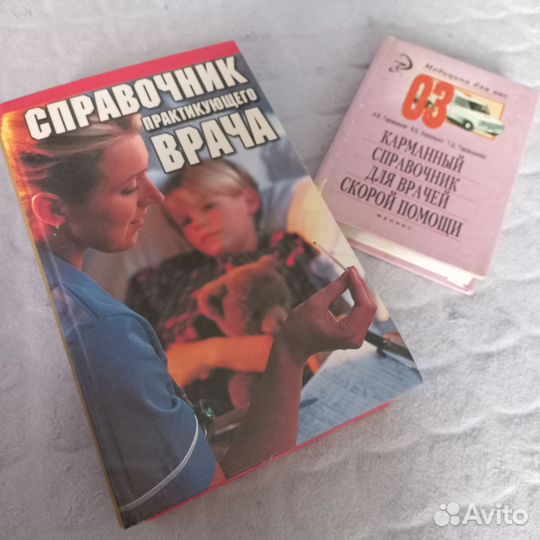 СПРАВОЧНИК
ПРАКТИКУЮЩЕГО
ВРАЧА
Медицина для вас
03
КАРМАННЫЙ
СПРАВОЧНИК
ДЛЯ ВРАЧЕЙ
СКОРОЙ ПОМОЩИ
ФЕНИКС
Avito